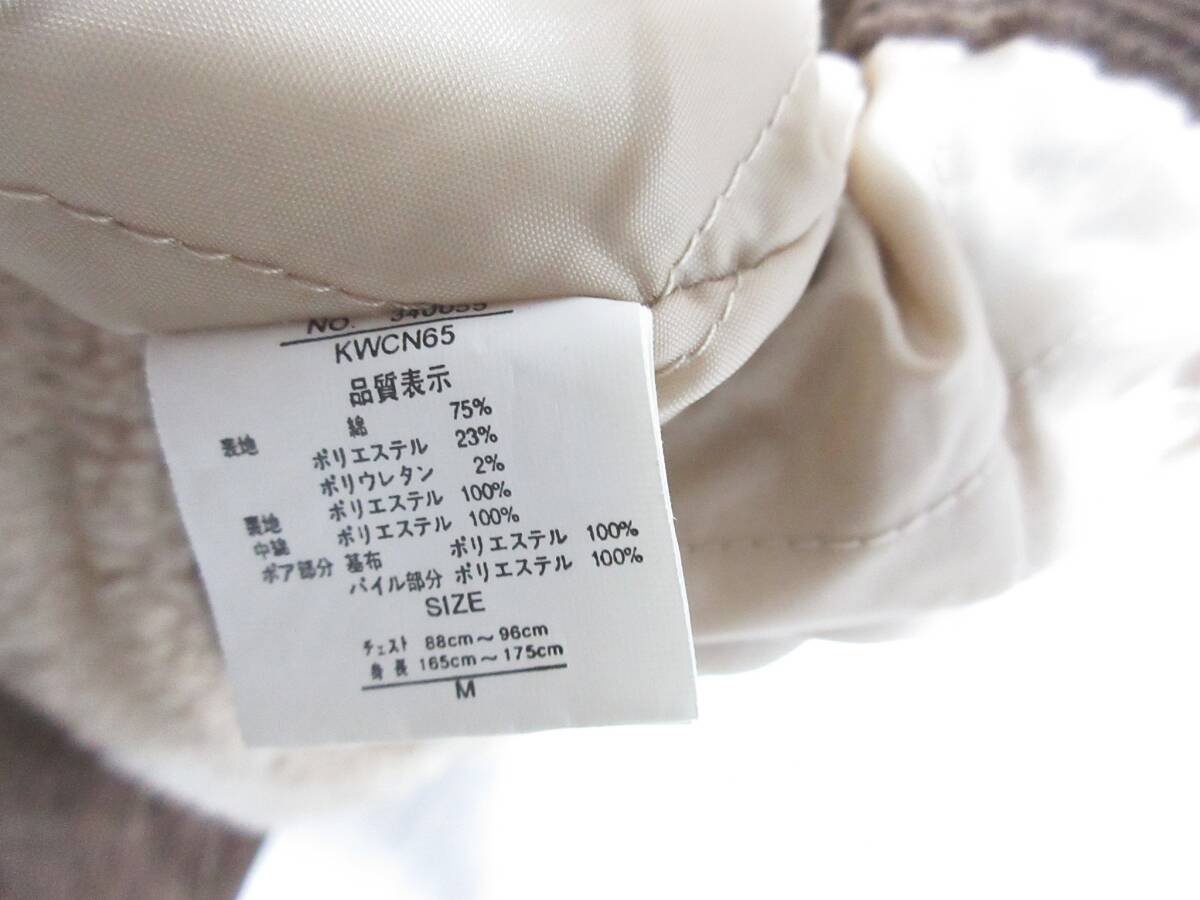 NO. 343055
KWCN65
品質表示
表地 綿 75%
ポリエステル 23%
ポリウレタン 2%
裏地 ポリエステル 100%
中綿 ポリエステル 100%
ボア部分 基布 ポリエステル 100%
パイル部分 ポリエステル 100%
SIZE
チェスト 88cm～96cm
身長 165cm～175cm
M